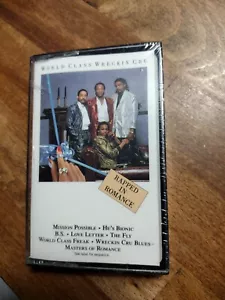 WORLD CLASS WRECKIN CRU
RAPPED
IN
ROMANCE
MISSION POSSIBLE • HE'S BIONIC
B.S. • LOVE LETTER • THE FLY
WORLD CLASS FREAK • WRECKIN CRU BLUES
MASTERS OF ROMANCE